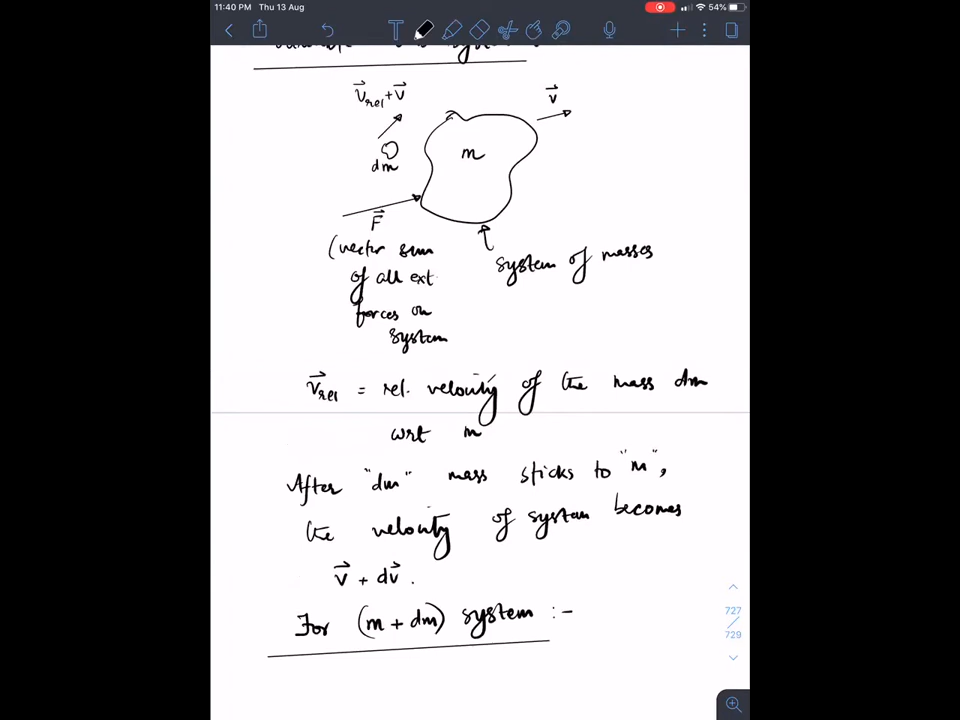 11:40 PM Thu 13 Aug
54%
T
system
v⃗rel + v⃗
v⃗
dm
m
F⃗
(vector sum
of all ext
forces on
system
system of masses
v⃗rel = rel. velocity of the mass dm
wrt m
After "dm" mass sticks to "m",
the velocity of system becomes
v⃗ + dv⃗ .
For (m + dm) system :-
727
729